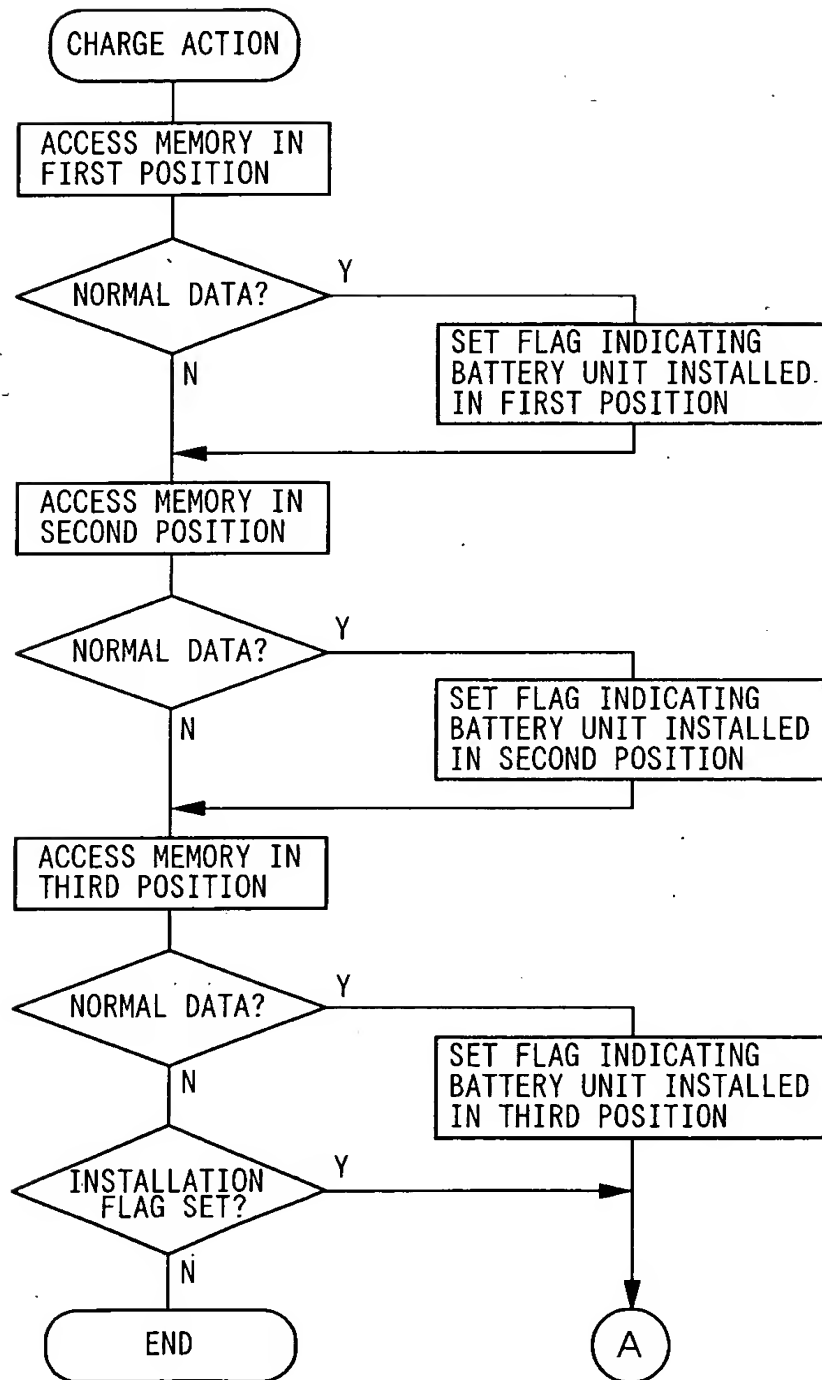 CHARGE ACTION
ACCESS MEMORY IN
FIRST POSITION
NORMAL DATA?
Y
N
SET FLAG INDICATING
BATTERY UNIT INSTALLED
IN FIRST POSITION
ACCESS MEMORY IN
SECOND POSITION
NORMAL DATA?
Y
N
SET FLAG INDICATING
BATTERY UNIT INSTALLED
IN SECOND POSITION
ACCESS MEMORY IN
THIRD POSITION
NORMAL DATA?
Y
N
SET FLAG INDICATING
BATTERY UNIT INSTALLED
IN THIRD POSITION
INSTALLATION
FLAG SET?
Y
N
END
A